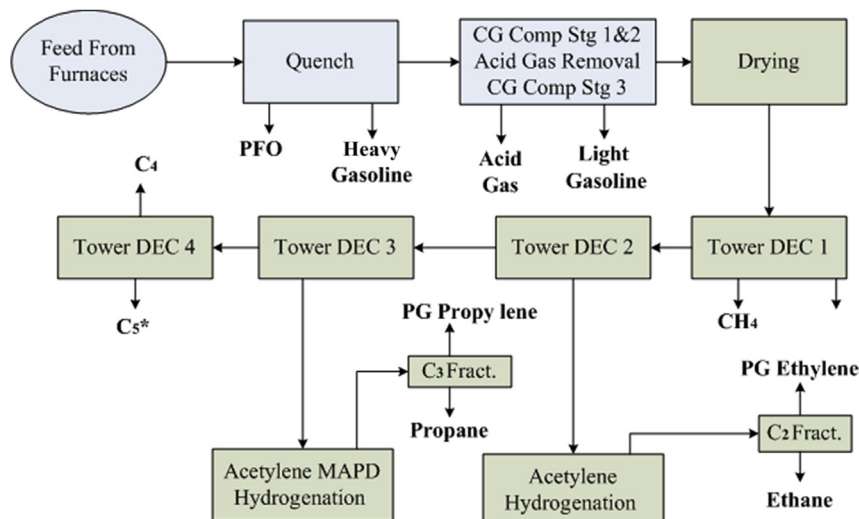 Feed From
Furnaces
Quench
CG Comp Stg 1&2
Acid Gas Removal
CG Comp Stg 3
Drying
PFO
Heavy
Gasoline
Acid
Gas
Light
Gasoline
C4
Tower DEC 4
Tower DEC 3
Tower DEC 2
Tower DEC 1
C5*
CH4
PG Propy lene
C3 Fract.
Propane
PG Ethylene
C2 Fract.
Ethane
Acetylene MAPD
Hydrogenation
Acetylene
Hydrogenation